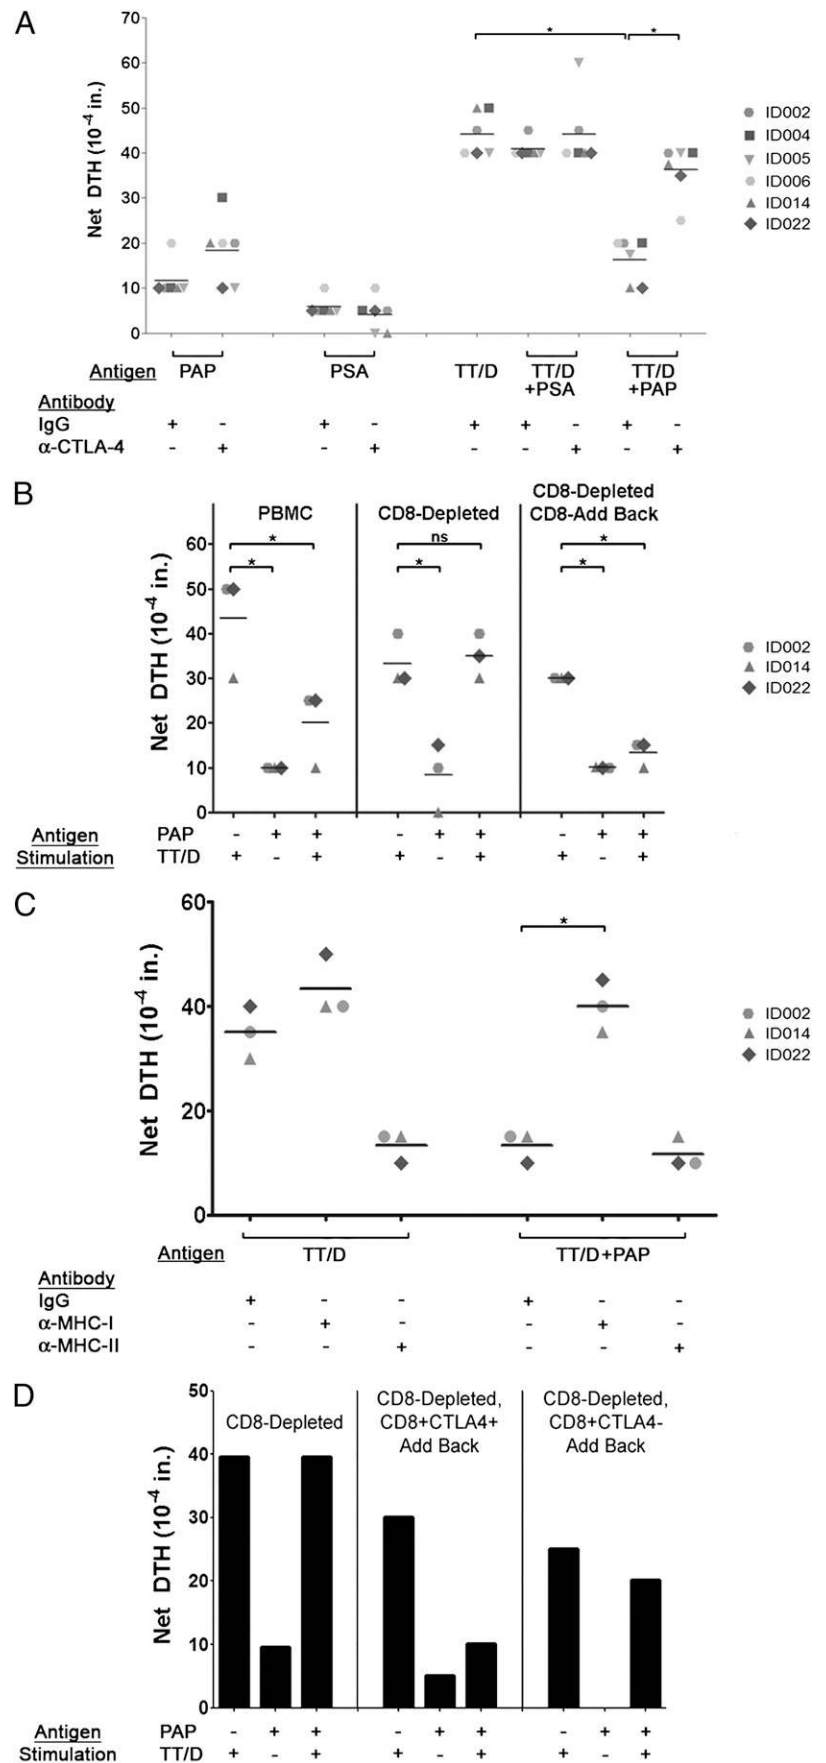 A
Net DTH (10⁻⁴ in.)
70
60
50
40
30
20
10
0
*
*
ID002
ID004
ID005
ID006
ID014
ID022
Antigen PAP PSA TT/D TT/D +PSA TT/D +PAP
Antibody
IgG + - + - + + - + -
α-CTLA-4 - + - + - - + - +
B
PBMC
CD8-Depleted
CD8-Depleted
CD8-Add Back
Net DTH (10⁻⁴ in.)
60
50
40
30
20
10
0
*
*
ns
*
*
*
ID002
ID014
ID022
Antigen PAP - + + - + + - + +
Stimulation TT/D + - + + - + + - +
C
Net DTH (10⁻⁴ in.)
60
40
20
0
*
ID002
ID014
ID022
Antigen TT/D TT/D+PAP
Antibody
IgG + - - + - -
α-MHC-I - + - - + -
α-MHC-II - - + - - +
D
CD8-Depleted
CD8-Depleted,
CD8+CTLA4+
Add Back
CD8-Depleted,
CD8+CTLA4-
Add Back
Net DTH (10⁻⁴ in.)
50
40
30
20
10
0
Antigen PAP - + + - + + - + +
Stimulation TT/D + - + + - + + - +